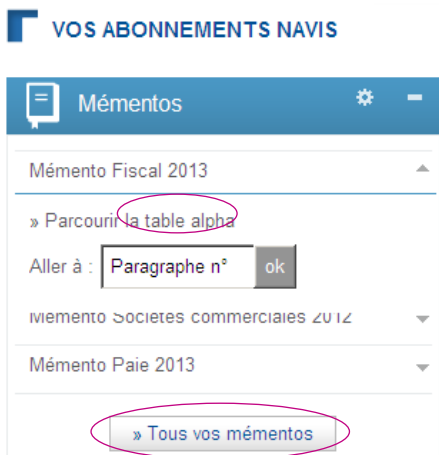 VOS ABONNEMENTS NAVIS
Mémentos
Mémento Fiscal 2013
» Parcourir la table alpha
Aller à : Paragraphe n° ok
Mémento Sociétés commerciales 2012
Mémento Paie 2013
» Tous vos mémentos